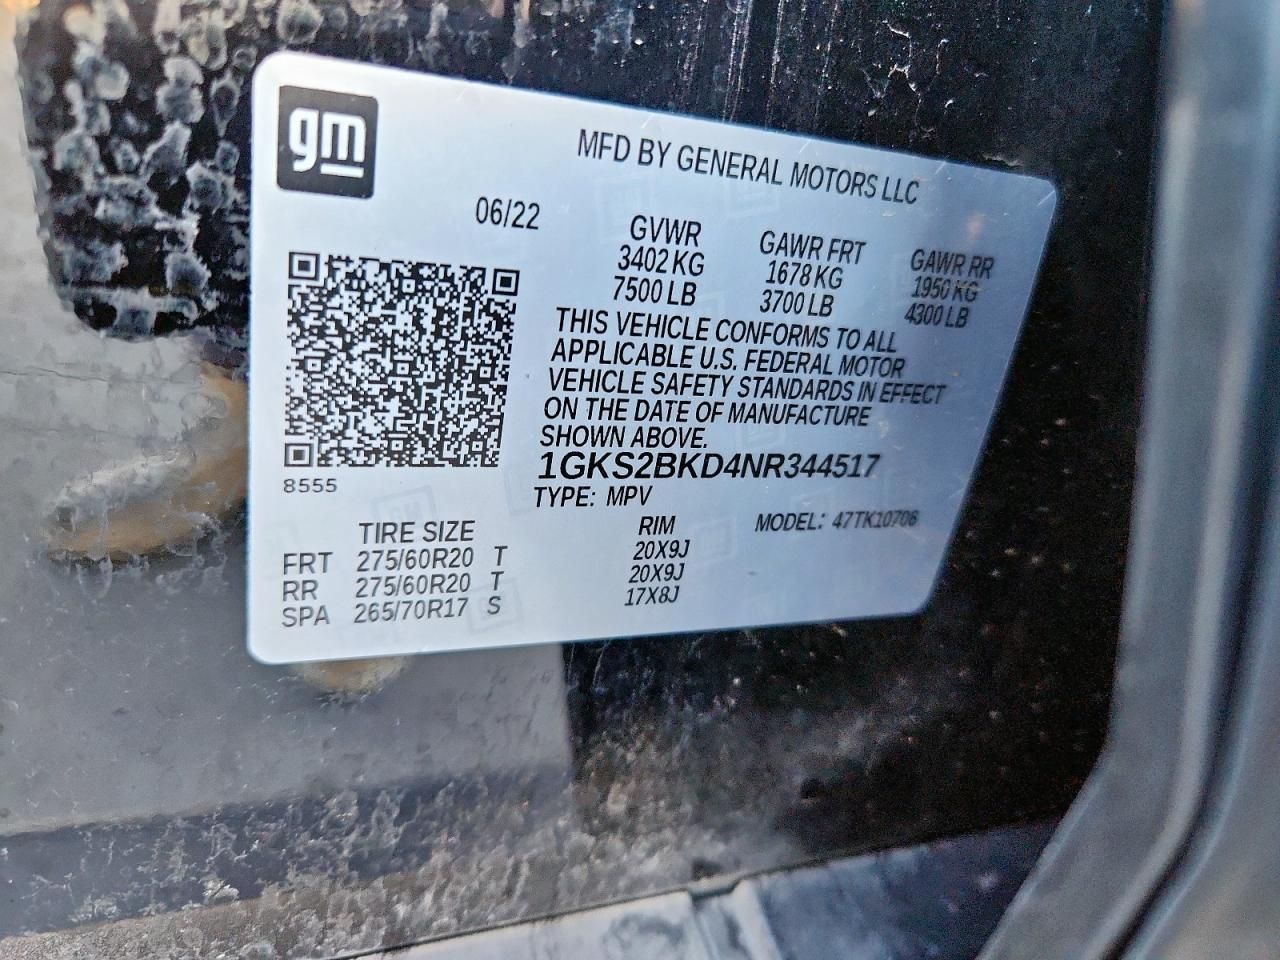 gm
MFD BY GENERAL MOTORS LLC
06/22
GVWR GAWR FRT GAWR RR
3402 KG 1678 KG 1950 KG
7500 LB 3700 LB 4300 LB
THIS VEHICLE CONFORMS TO ALL
APPLICABLE U.S. FEDERAL MOTOR
VEHICLE SAFETY STANDARDS IN EFFECT
ON THE DATE OF MANUFACTURE
SHOWN ABOVE.
1GKS2BKD4NR344517
8555
TYPE: MPV
MODEL: 47TK10706
TIRE SIZE RIM
FRT 275/60R20 T 20X9J
RR 275/60R20 T 20X9J
SPA 265/70R17 S 17X8J